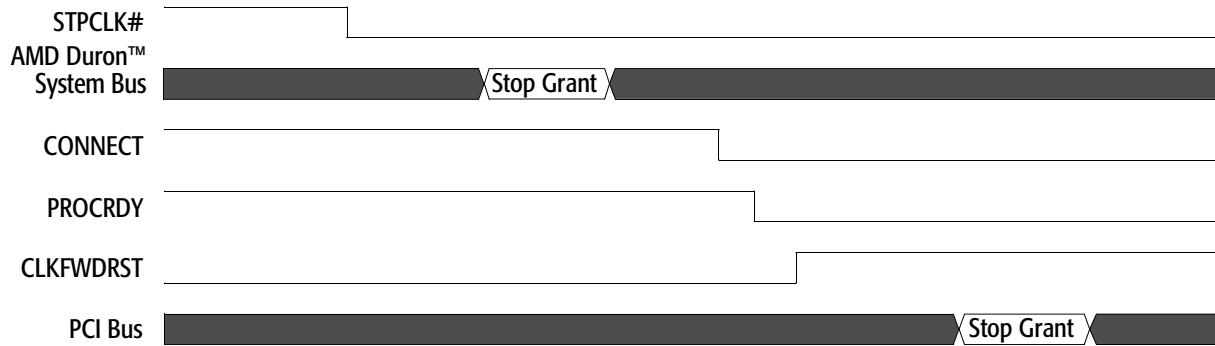 STPCLK#
AMD Duron™
System Bus
Stop Grant
CONNECT
PROCRDY
CLKFWDRST
PCI Bus
Stop Grant